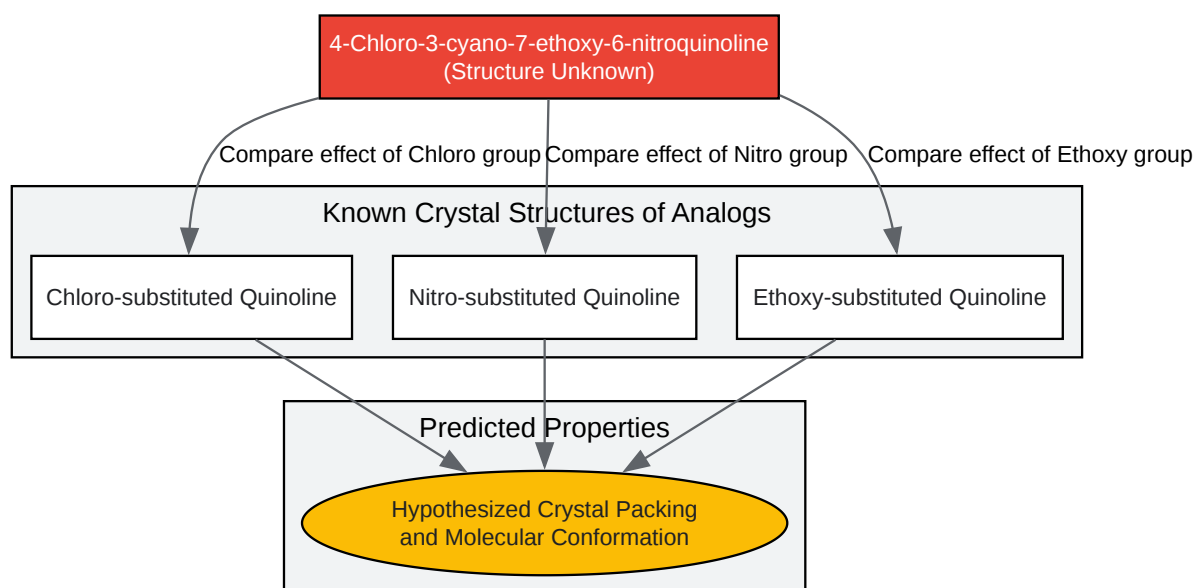 4-Chloro-3-cyano-7-ethoxy-6-nitroquinoline
(Structure Unknown)
Compare effect of Chloro group
Compare effect of Nitro group
Compare effect of Ethoxy group
Known Crystal Structures of Analogs
Chloro-substituted Quinoline
Nitro-substituted Quinoline
Ethoxy-substituted Quinoline
Predicted Properties
Hypothesized Crystal Packing
and Molecular Conformation